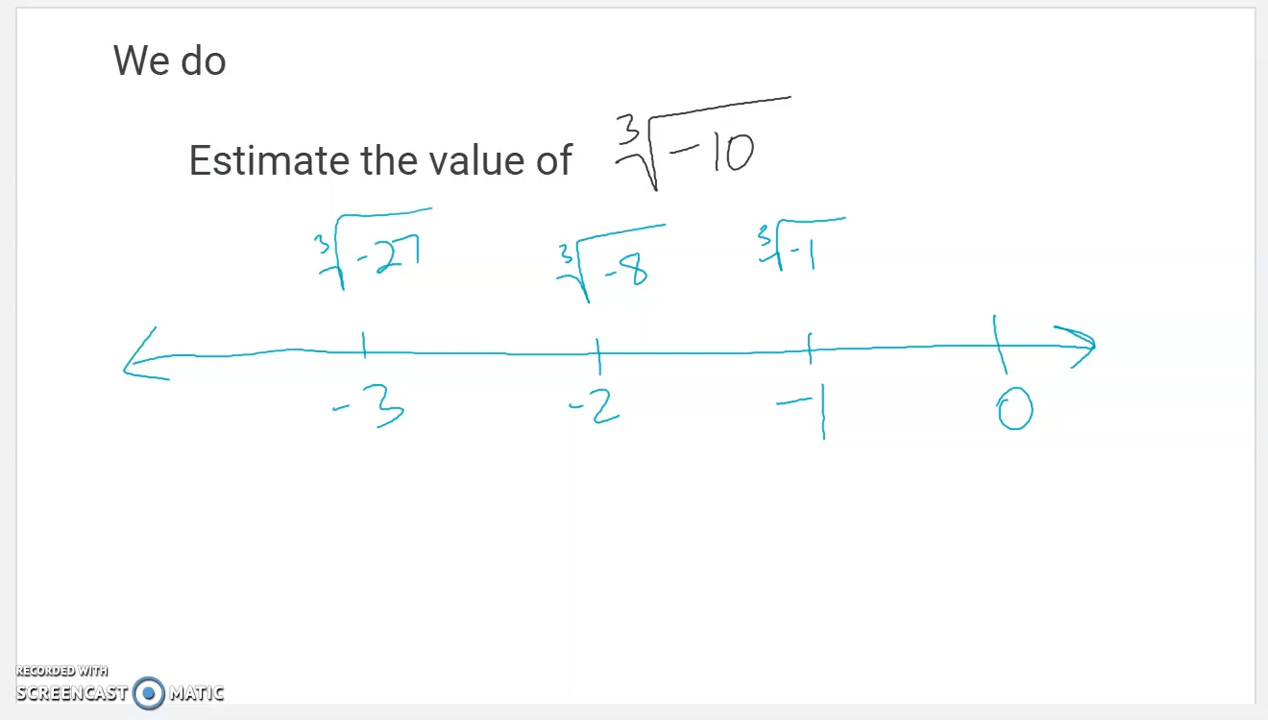 We do
Estimate the value of ∛-10
∛-27 ∛-8 ∛-1
-3 -2 -1 0
RECORDED WITH
SCREENCAST MATIC